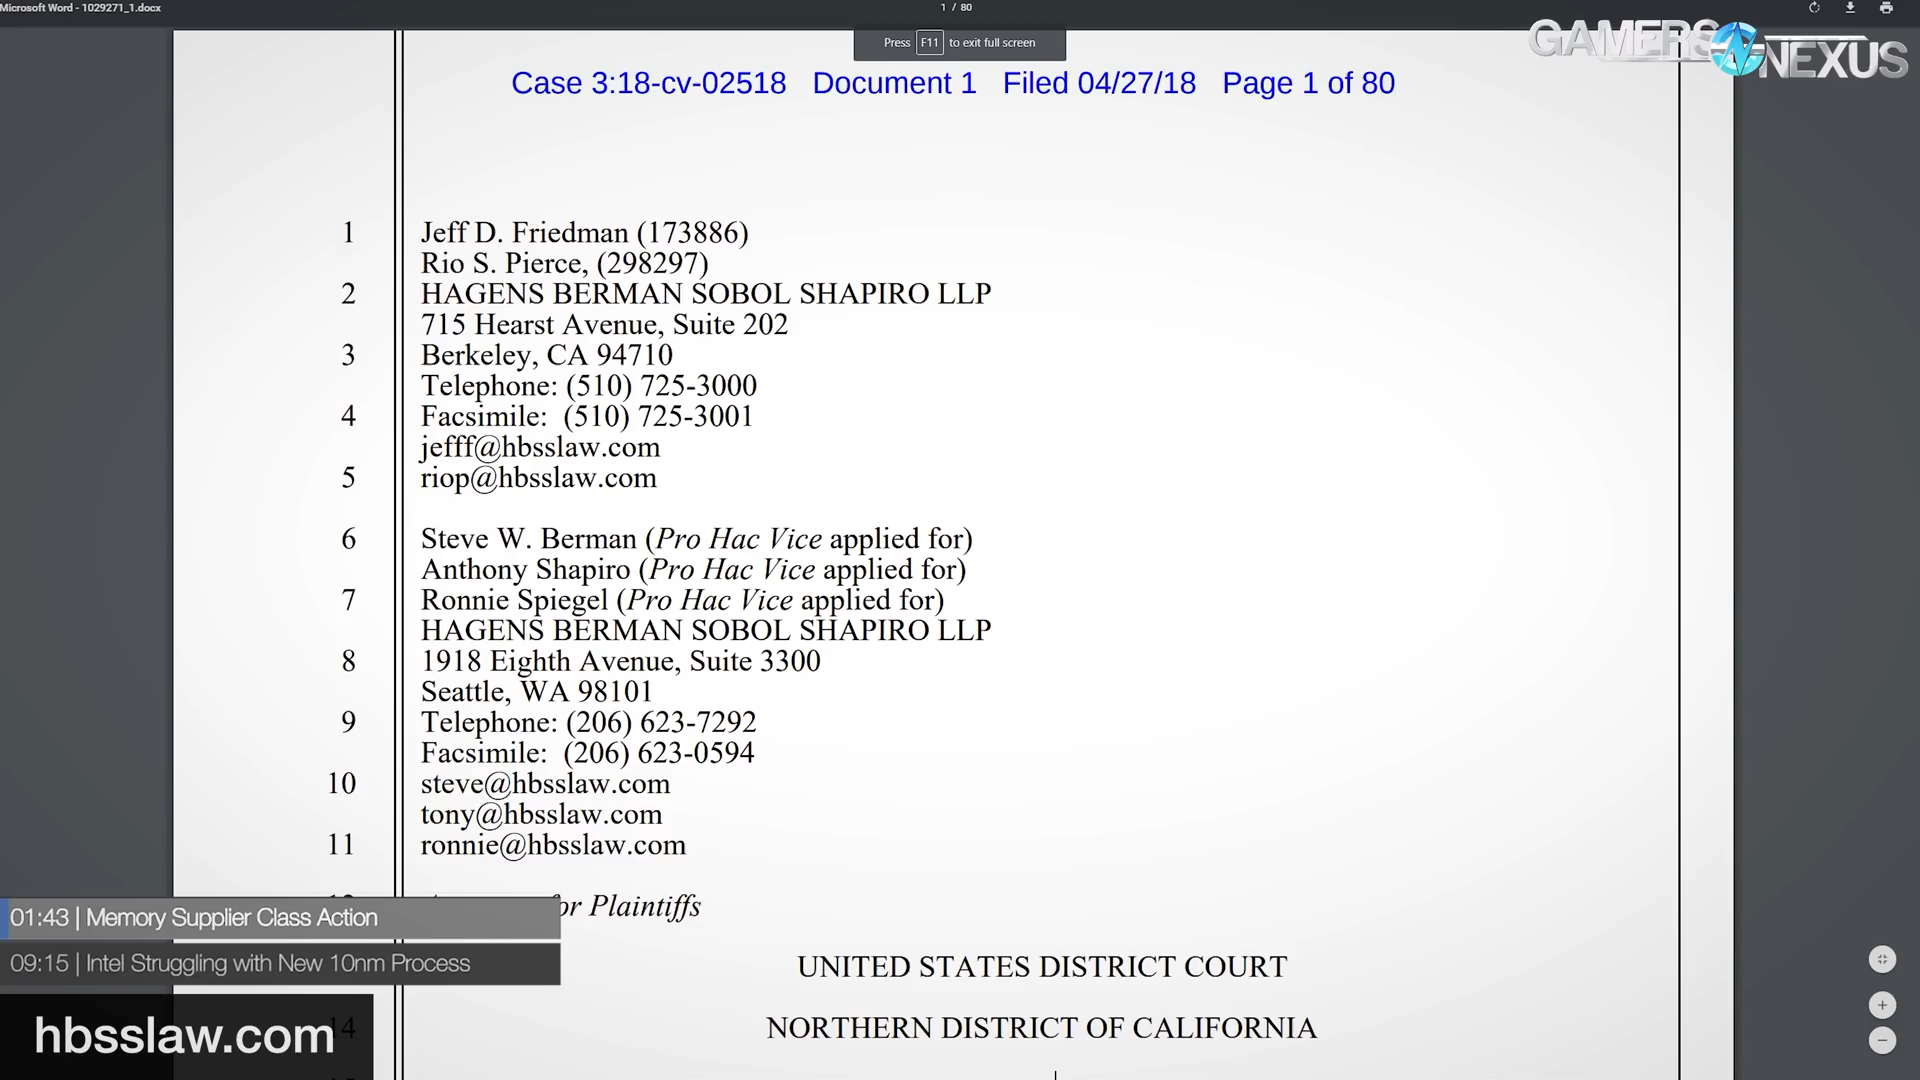 Microsoft Word - 1029271_1.docx
1 / 80
Press F11 to exit full screen
GAMERS NEXUS
Case 3:18-cv-02518 Document 1 Filed 04/27/18 Page 1 of 80
1 Jeff D. Friedman (173886)
Rio S. Pierce, (298297)
2 HAGENS BERMAN SOBOL SHAPIRO LLP
715 Hearst Avenue, Suite 202
3 Berkeley, CA 94710
Telephone: (510) 725-3000
4 Facsimile: (510) 725-3001
jefff@hbsslaw.com
5 riop@hbsslaw.com
6 Steve W. Berman (Pro Hac Vice applied for)
Anthony Shapiro (Pro Hac Vice applied for)
7 Ronnie Spiegel (Pro Hac Vice applied for)
HAGENS BERMAN SOBOL SHAPIRO LLP
8 1918 Eighth Avenue, Suite 3300
Seattle, WA 98101
9 Telephone: (206) 623-7292
Facsimile: (206) 623-0594
10 steve@hbsslaw.com
tony@hbsslaw.com
11 ronnie@hbsslaw.com
Plaintiffs
01:43 | Memory Supplier Class Action
09:15 | Intel Struggling with New 10nm Process
UNITED STATES DISTRICT COURT
14 NORTHERN DISTRICT OF CALIFORNIA
hbsslaw.com